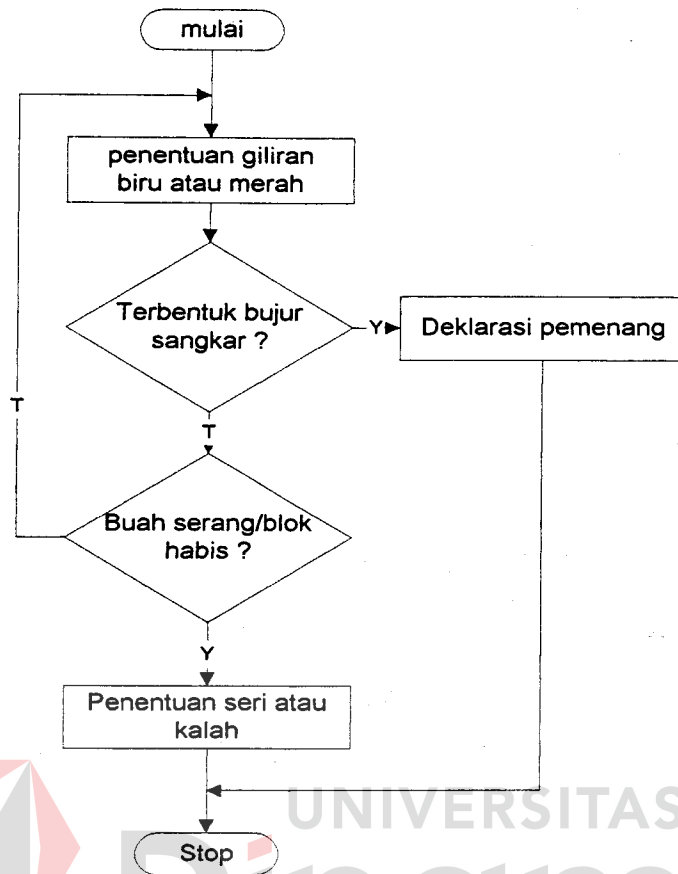 mulai
penentuan giliran
biru atau merah
Terbentuk bujur
sangkar ?
Y
Deklarasi pemenang
T
T
Buah serang/blok
habis ?
Y
Penentuan seri atau
kalah
Stop
UNIVERSITAS